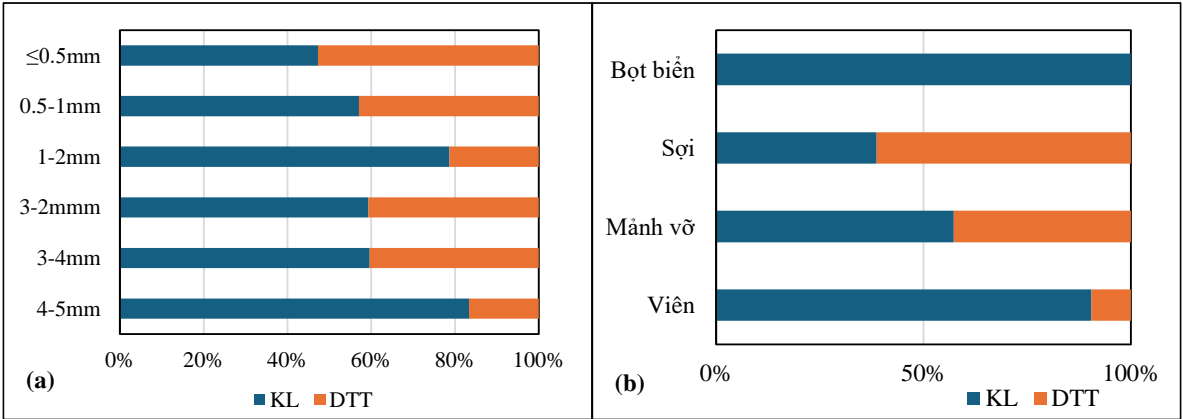 ≤0.5mm
0.5-1mm
1-2mm
3-2mmm
3-4mm
4-5mm
0% 20% 40% 60% 80% 100%
(a)
KL DTT
Bọt biển
Sợi
Mảnh vỡ
Viên
0% 50% 100%
(b)
KL DTT